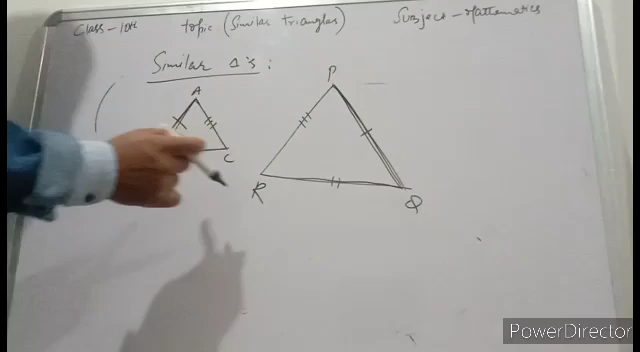 Class-10th Topic (Similar Triangles) Subject-Mathematics
Similar Δ's :
A
C
P
R
Q
PowerDirector